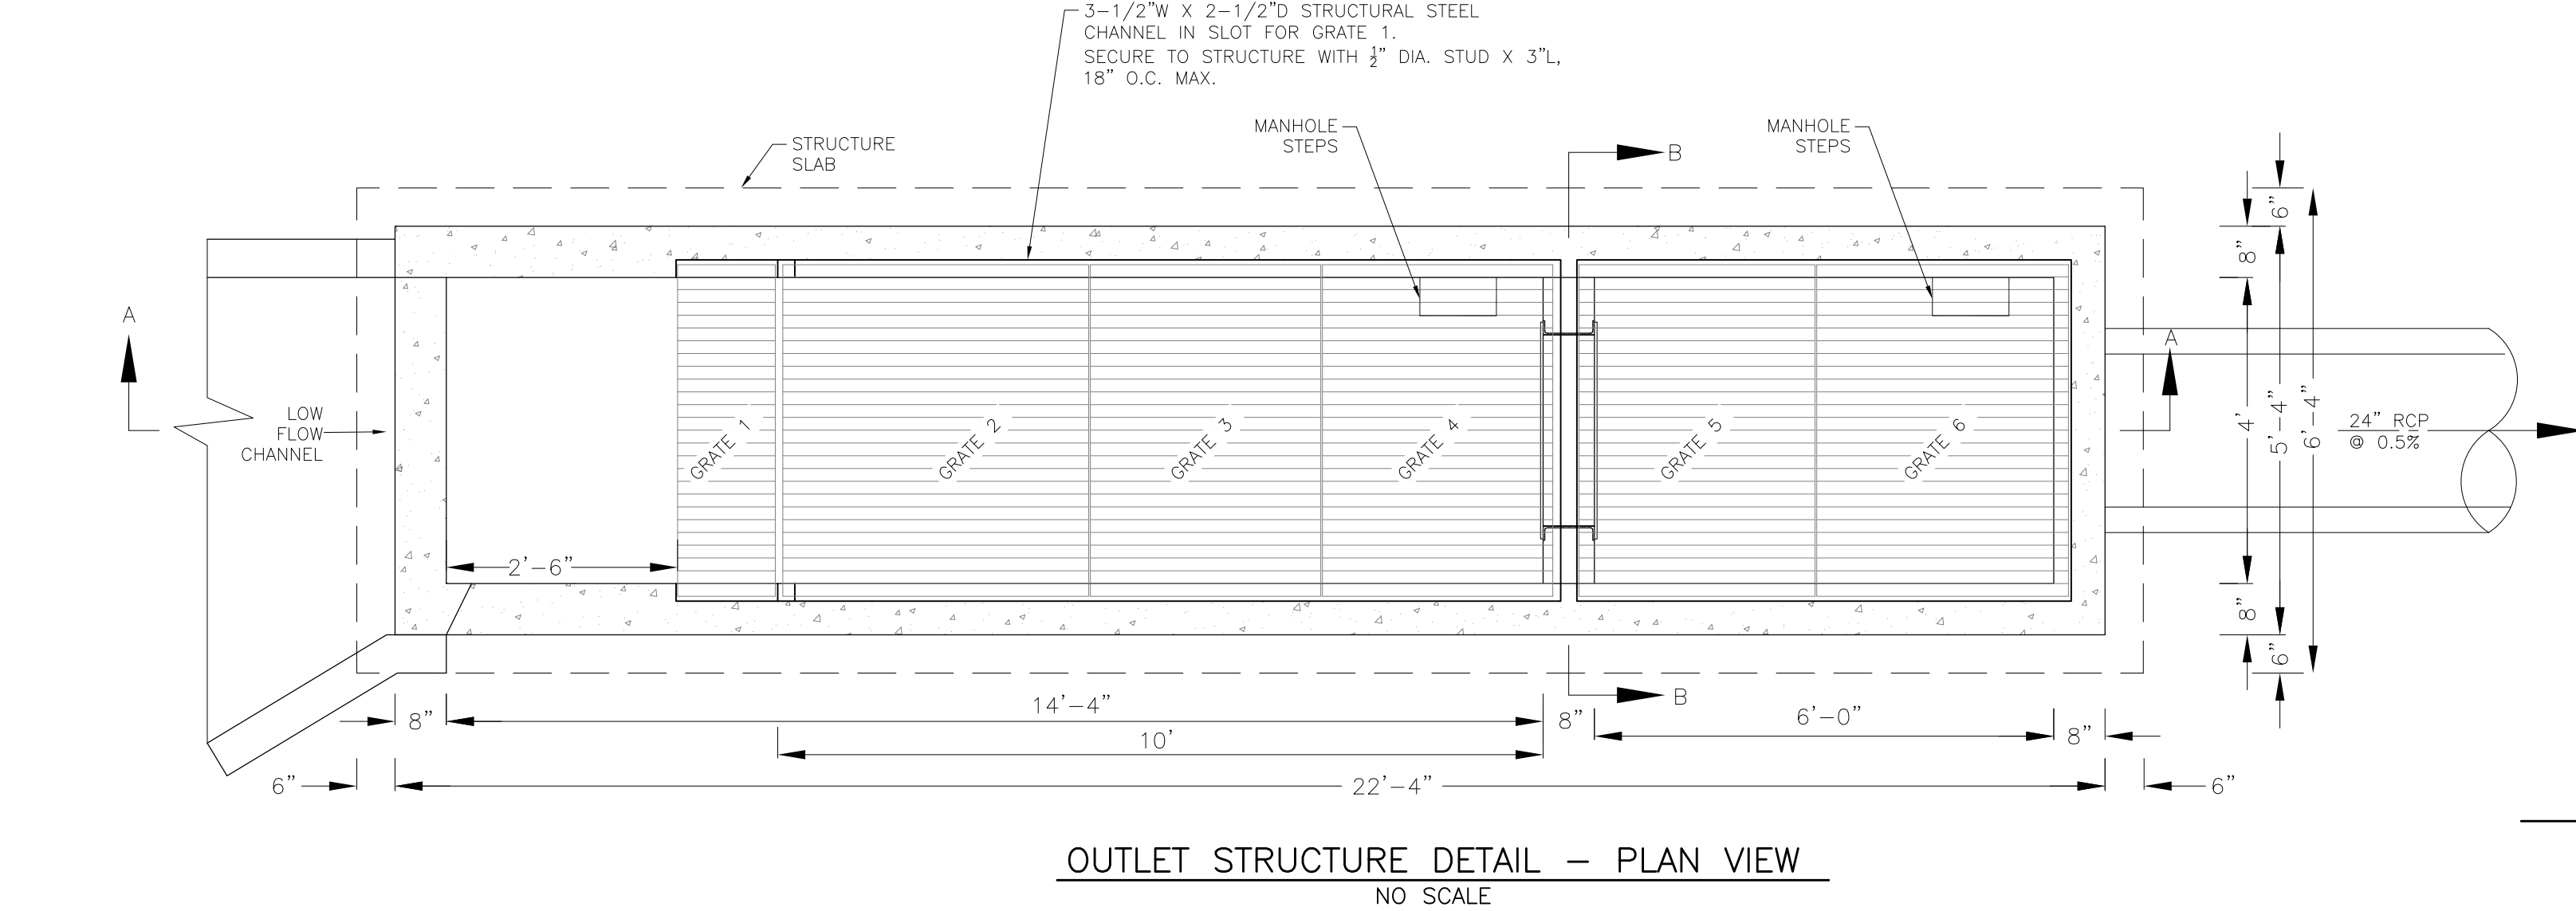 3-1/2"W X 2-1/2"D STRUCTURAL STEEL
CHANNEL IN SLOT FOR GRATE 1.
SECURE TO STRUCTURE WITH ½" DIA. STUD X 3"L,
18" O.C. MAX.
MANHOLE
STEPS
MANHOLE
STEPS
STRUCTURE
SLAB
B
A
A
LOW
FLOW
CHANNEL
GRATE 1
GRATE 2
GRATE 3
GRATE 4
GRATE 5
GRATE 6
2'-6"
6"
8"
4'
5'-4"
6'-4"
8"
6"
24" RCP
@ 0.5%
B
8"
14'-4"
8"
6'-0"
8"
10'
6"
22'-4"
6"
OUTLET STRUCTURE DETAIL – PLAN VIEW
NO SCALE